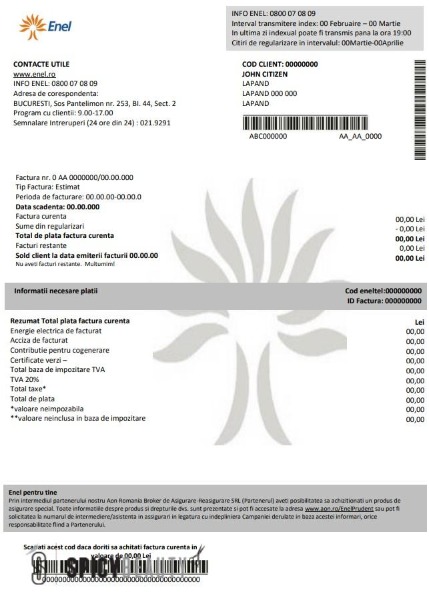 Enel
INFO ENEL: 0800 07 08 09
Interval transmitere index: 00 Februaire – 00 Martie
In ultima zi indexul poate fi transmis pana la ora 19:00
Citiri de regularizare in intervalul: 00Martie-00Aprilie
CONTACTE UTILE
www.enel.ro
INFO ENEL: 0800 07 08 09
Adresa de corespondenta:
BUCURESTI, Sos Pantelimon nr. 253, Bl. 44, Sect. 2
Program cu clientii: 9.00-17.00
Semnalare Intreruperi (24 ore din 24) : 021.9291
COD CLIENT: 00000000
JOHN CITIZEN
LAPAND
LAPAND 000 000
LAPAND
ABC000000 AA_AA_0000
Factura nr. 0 AA 0000000/00.00.000
Tip Factura: Estimat
Perioda de facturare: 00.00.00-00.00.0
Data scadenta: 00.00.000
Factura curenta 00,00 Lei
Sume din regularizari - 0,00 Lei
Total de plata factura curenta 00,00 Lei
Facturi restante 0,00 Lei
Sold client la data emiterii facturii 00.00.00 00,00 Lei
Nu aveti facturi restante. Multumim!
Informatii necesare platii Cod eneltel:000000000
ID Factura: 000000000
Rezumat Total plata factura curenta Lei
Energie electrica de facturat 00,00
Acciza de facturat 00,00
Contributie pentru cogenerare 00,00
Certificate verzi – 00,00
Total baza de impozitare TVA 00,00
TVA 20% 00,00
Total taxe* 00,00
Total de plata 00,00
*valoare neimpozabila 00,00
**valoare neinclusa in baza de impozitare 00,00
Enel pentru tine
Prin intermediul partenerului nostru Aon Romania Broker de Asigurare-Reasigurare SRL (Partenerul) aveti posibilitatea sa achizitionati un produs de
asigurare special. Toate informatiile despre produs si drepturile dvs. sunt prezentate si pot fi accesate la adresa www.aon.ro/EnelPrudent sau pot fi
solicitate la numarul de intermediere/asistenta in asigurari in legatura cu indeplinirea Campaniei derulate in baza acestei informari, orice
responsabilitate fiind a Partenerului.
Scanati acest cod daca doriti sa achitati factura curenta in
valoare de 00,00 Lei
SPICY